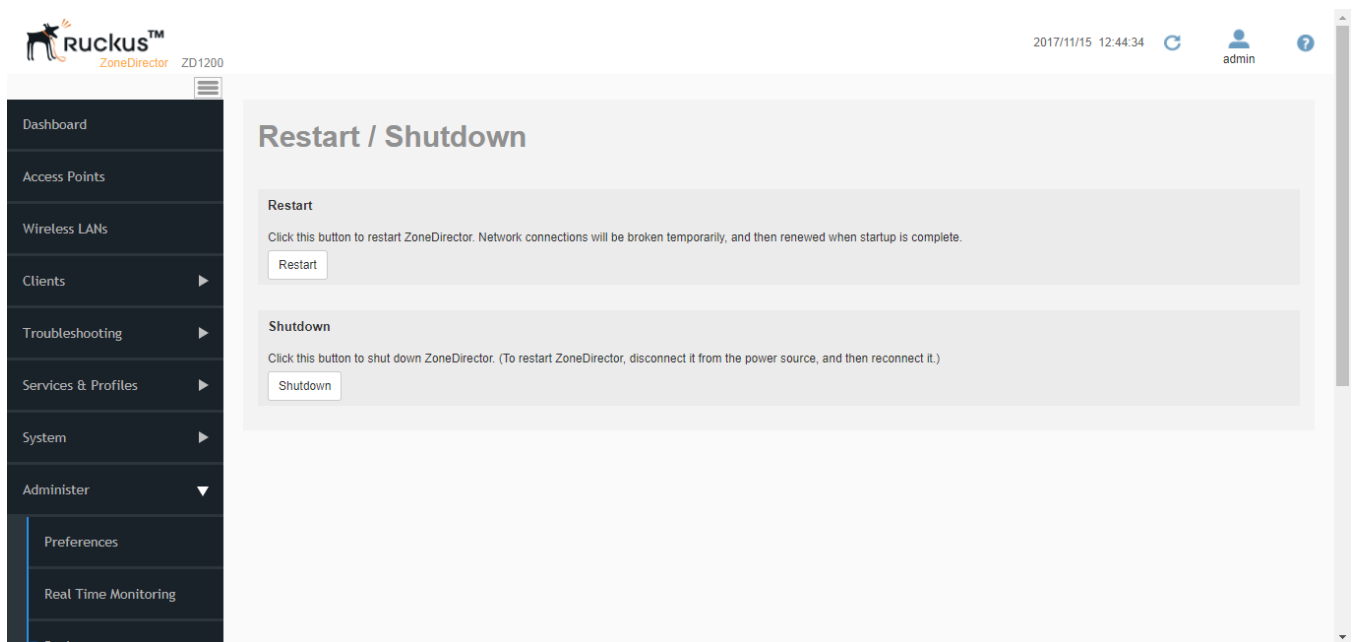 Ruckus™
ZoneDirector ZD1200
2017/11/15 12:44:34
admin
Dashboard
Access Points
Wireless LANs
Clients
Troubleshooting
Services & Profiles
System
Administer
Preferences
Real Time Monitoring
Restart / Shutdown
Restart
Click this button to restart ZoneDirector. Network connections will be broken temporarily, and then renewed when startup is complete.
Restart
Shutdown
Click this button to shut down ZoneDirector. (To restart ZoneDirector, disconnect it from the power source, and then reconnect it.)
Shutdown